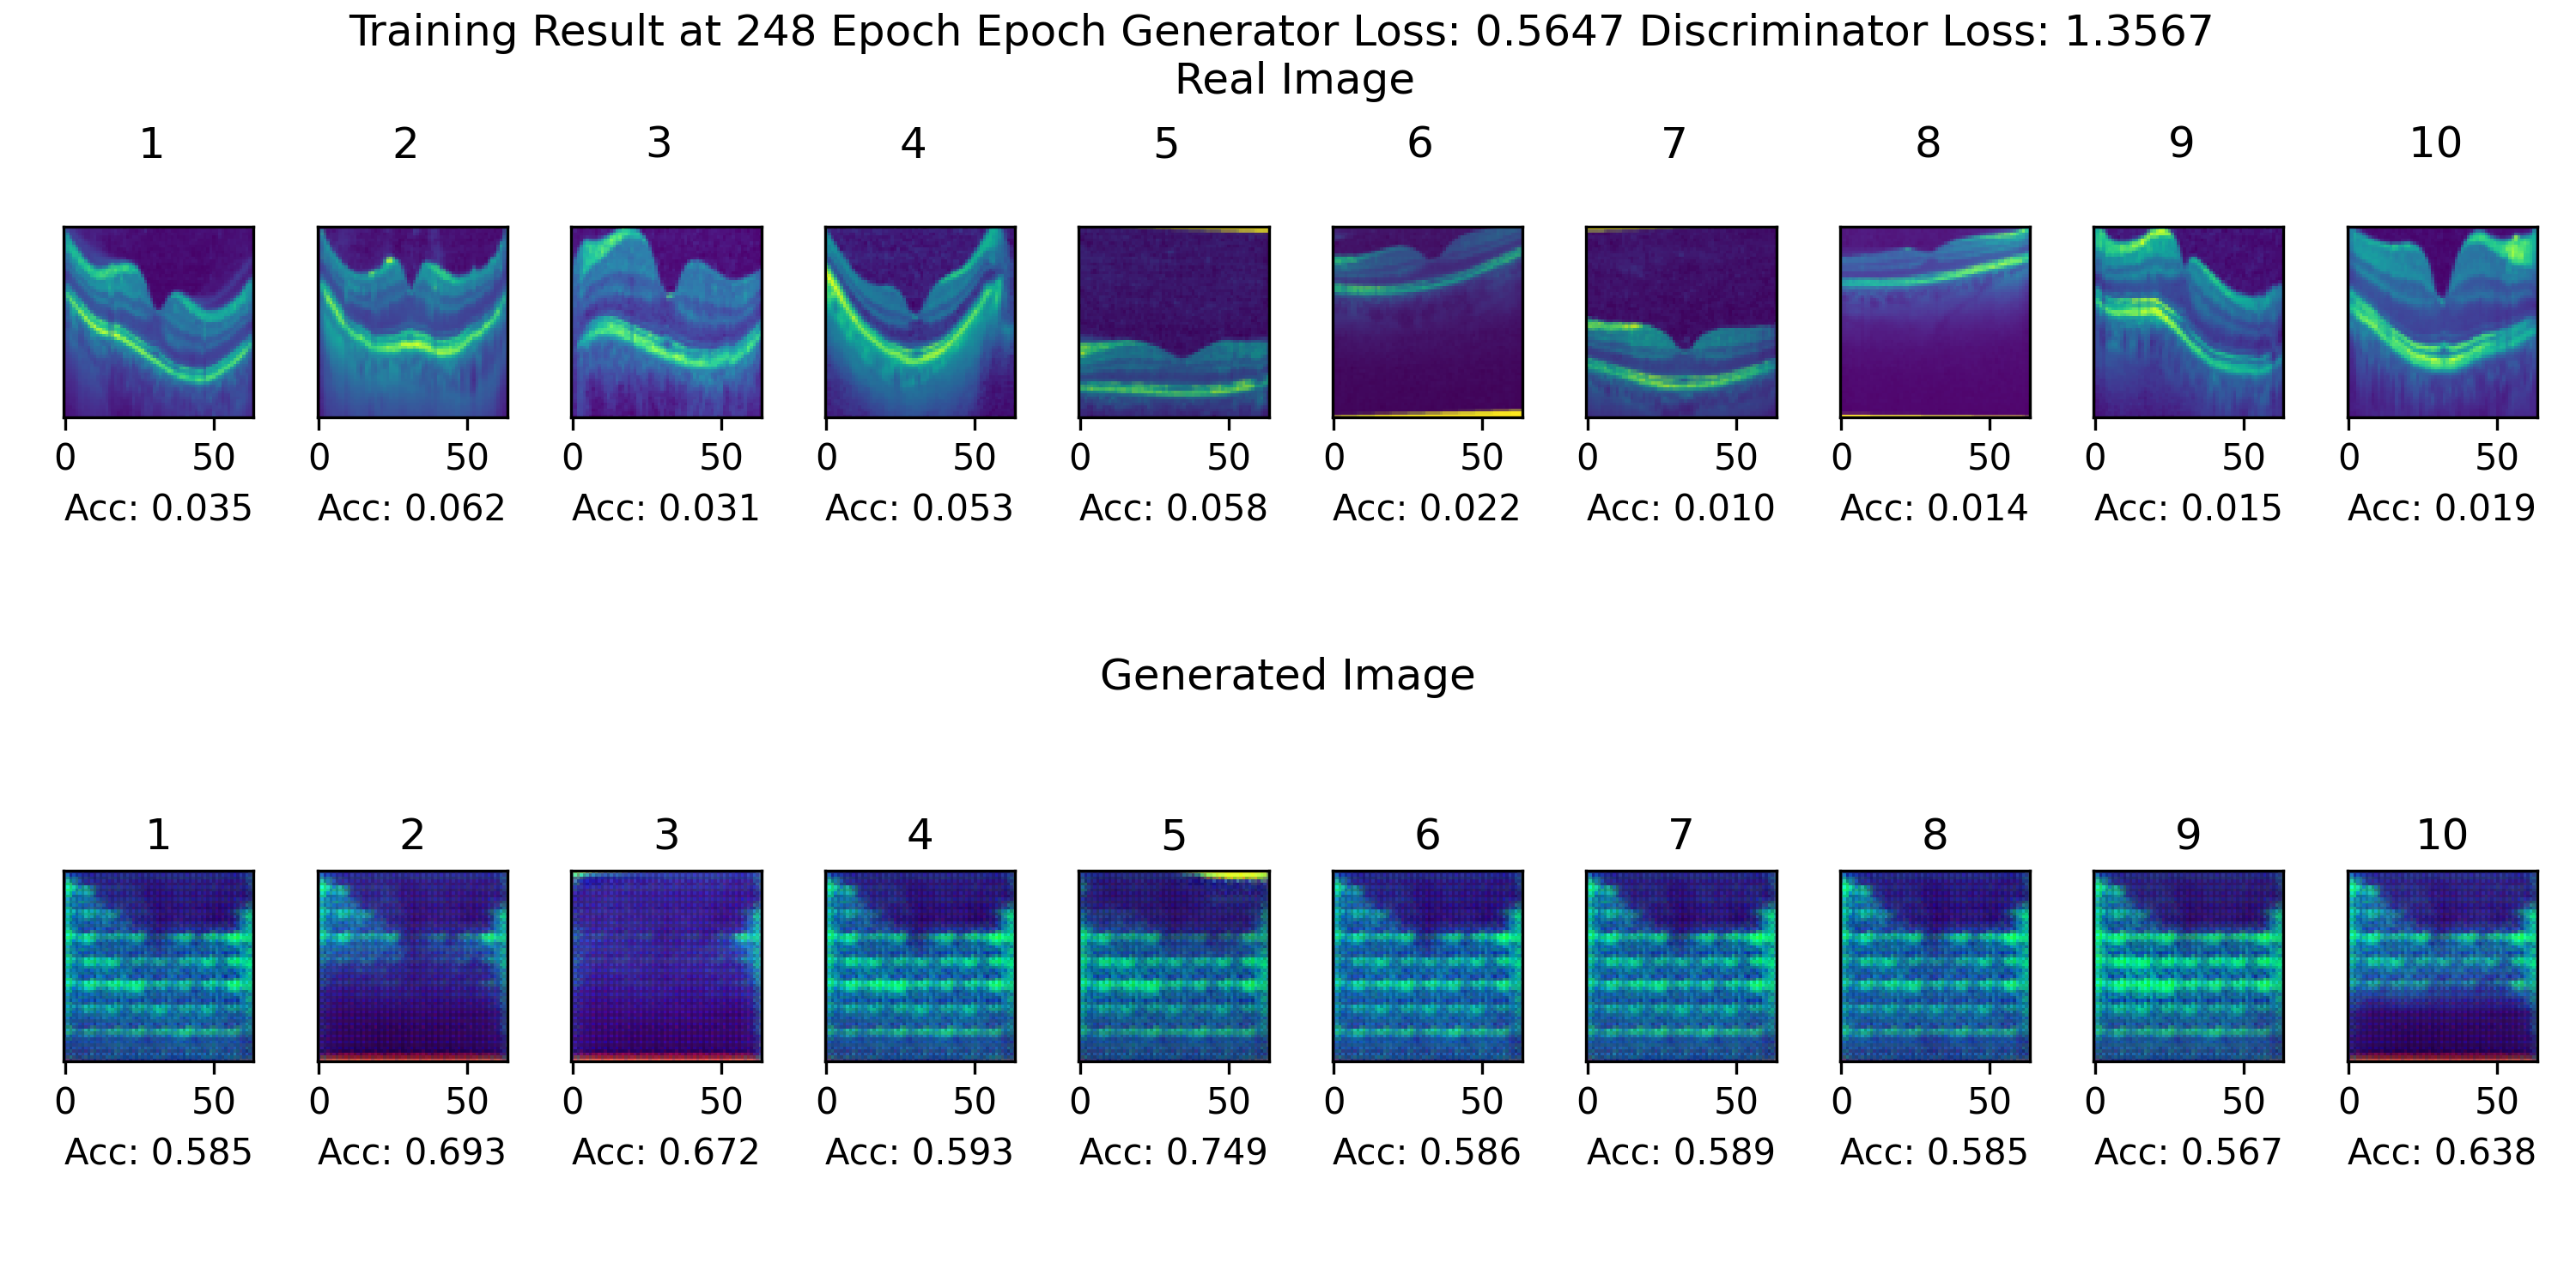 Training Result at 248 Epoch Epoch Generator Loss: 0.5647 Discriminator Loss: 1.3567
Real Image
1 2 3 4 5 6 7 8 9 10
0 50 0 50 0 50 0 50 0 50 0 50 0 50 0 50 0 50 0 50
Acc: 0.035 Acc: 0.062 Acc: 0.031 Acc: 0.053 Acc: 0.058 Acc: 0.022 Acc: 0.010 Acc: 0.014 Acc: 0.015 Acc: 0.019
Generated Image
1 2 3 4 5 6 7 8 9 10
0 50 0 50 0 50 0 50 0 50 0 50 0 50 0 50 0 50 0 50
Acc: 0.585 Acc: 0.693 Acc: 0.672 Acc: 0.593 Acc: 0.749 Acc: 0.586 Acc: 0.589 Acc: 0.585 Acc: 0.567 Acc: 0.638